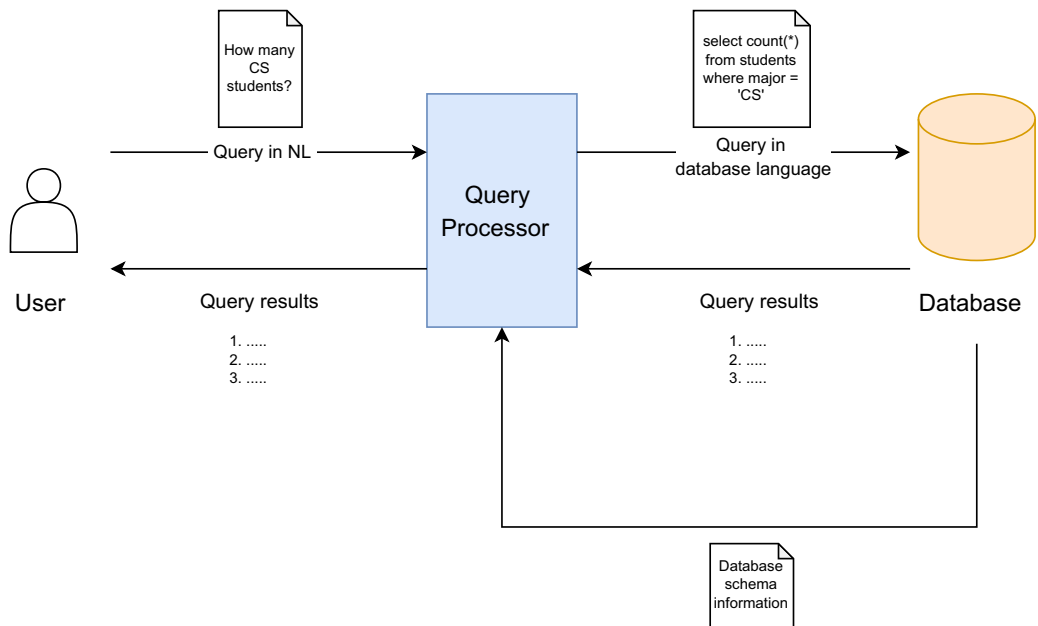 How many
CS
students?
select count(*)
from students
where major =
'CS'
Query in NL
Query in
database language
Query
Processor
User
Query results
1. .....
2. .....
3. .....
Query results
1. .....
2. .....
3. .....
Database
Database
schema
information